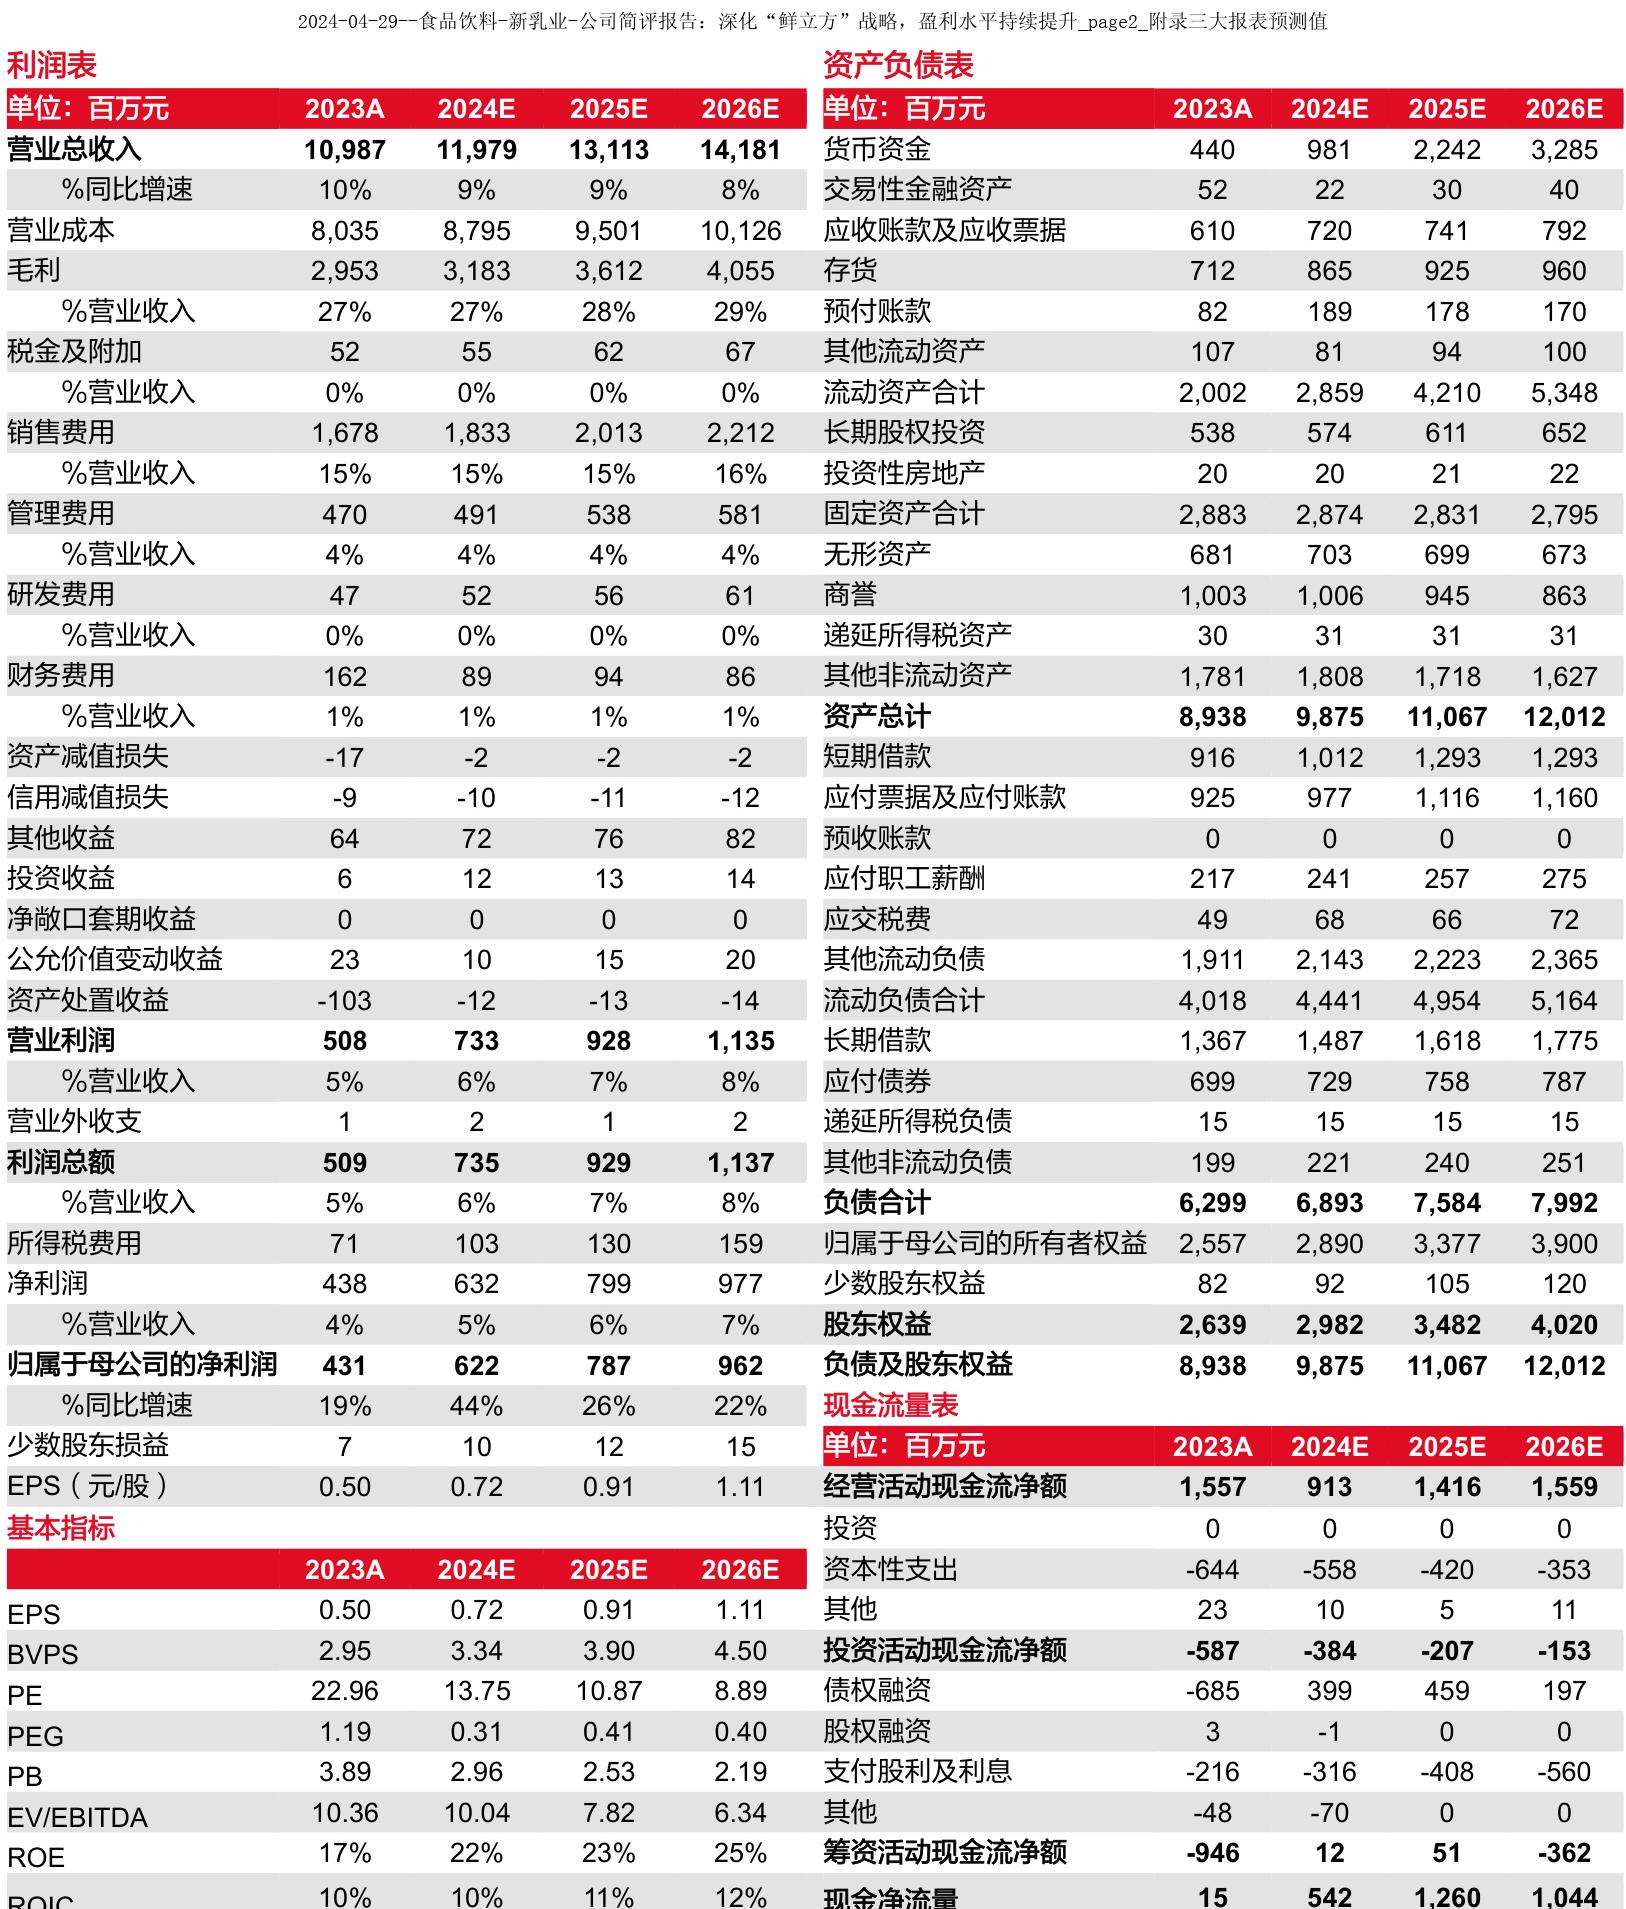 2024-04-29--食品饮料-新乳业-公司简评报告：深化“鲜立方”战略，盈利水平持续提升_page2_附录三大报表预测值
利润表
单位：百万元 2023A 2024E 2025E 2026E
营业总收入 10,987 11,979 13,113 14,181
%同比增速 10% 9% 9% 8%
营业成本 8,035 8,795 9,501 10,126
毛利 2,953 3,183 3,612 4,055
%营业收入 27% 27% 28% 29%
税金及附加 52 55 62 67
%营业收入 0% 0% 0% 0%
销售费用 1,678 1,833 2,013 2,212
%营业收入 15% 15% 15% 16%
管理费用 470 491 538 581
%营业收入 4% 4% 4% 4%
研发费用 47 52 56 61
%营业收入 0% 0% 0% 0%
财务费用 162 89 94 86
%营业收入 1% 1% 1% 1%
资产减值损失 -17 -2 -2 -2
信用减值损失 -9 -10 -11 -12
其他收益 64 72 76 82
投资收益 6 12 13 14
净敞口套期收益 0 0 0 0
公允价值变动收益 23 10 15 20
资产处置收益 -103 -12 -13 -14
营业利润 508 733 928 1,135
%营业收入 5% 6% 7% 8%
营业外收支 1 2 1 2
利润总额 509 735 929 1,137
%营业收入 5% 6% 7% 8%
所得税费用 71 103 130 159
净利润 438 632 799 977
%营业收入 4% 5% 6% 7%
归属于母公司的净利润 431 622 787 962
%同比增速 19% 44% 26% 22%
少数股东损益 7 10 12 15
EPS（元/股） 0.50 0.72 0.91 1.11
基本指标
2023A 2024E 2025E 2026E
EPS 0.50 0.72 0.91 1.11
BVPS 2.95 3.34 3.90 4.50
PE 22.96 13.75 10.87 8.89
PEG 1.19 0.31 0.41 0.40
PB 3.89 2.96 2.53 2.19
EV/EBITDA 10.36 10.04 7.82 6.34
ROE 17% 22% 23% 25%
ROIC 10% 10% 11% 12%
资产负债表
单位：百万元 2023A 2024E 2025E 2026E
货币资金 440 981 2,242 3,285
交易性金融资产 52 22 30 40
应收账款及应收票据 610 720 741 792
存货 712 865 925 960
预付账款 82 189 178 170
其他流动资产 107 81 94 100
流动资产合计 2,002 2,859 4,210 5,348
长期股权投资 538 574 611 652
投资性房地产 20 20 21 22
固定资产合计 2,883 2,874 2,831 2,795
无形资产 681 703 699 673
商誉 1,003 1,006 945 863
递延所得税资产 30 31 31 31
其他非流动资产 1,781 1,808 1,718 1,627
资产总计 8,938 9,875 11,067 12,012
短期借款 916 1,012 1,293 1,293
应付票据及应付账款 925 977 1,116 1,160
预收账款 0 0 0 0
应付职工薪酬 217 241 257 275
应交税费 49 68 66 72
其他流动负债 1,911 2,143 2,223 2,365
流动负债合计 4,018 4,441 4,954 5,164
长期借款 1,367 1,487 1,618 1,775
应付债券 699 729 758 787
递延所得税负债 15 15 15 15
其他非流动负债 199 221 240 251
负债合计 6,299 6,893 7,584 7,992
归属于母公司的所有者权益 2,557 2,890 3,377 3,900
少数股东权益 82 92 105 120
股东权益 2,639 2,982 3,482 4,020
负债及股东权益 8,938 9,875 11,067 12,012
现金流量表
单位：百万元 2023A 2024E 2025E 2026E
经营活动现金流净额 1,557 913 1,416 1,559
投资 0 0 0 0
资本性支出 -644 -558 -420 -353
其他 23 10 5 11
投资活动现金流净额 -587 -384 -207 -153
债权融资 -685 399 459 197
股权融资 3 -1 0 0
支付股利及利息 -216 -316 -408 -560
其他 -48 -70 0 0
筹资活动现金流净额 -946 12 51 -362
现金净流量 15 542 1,260 1,044